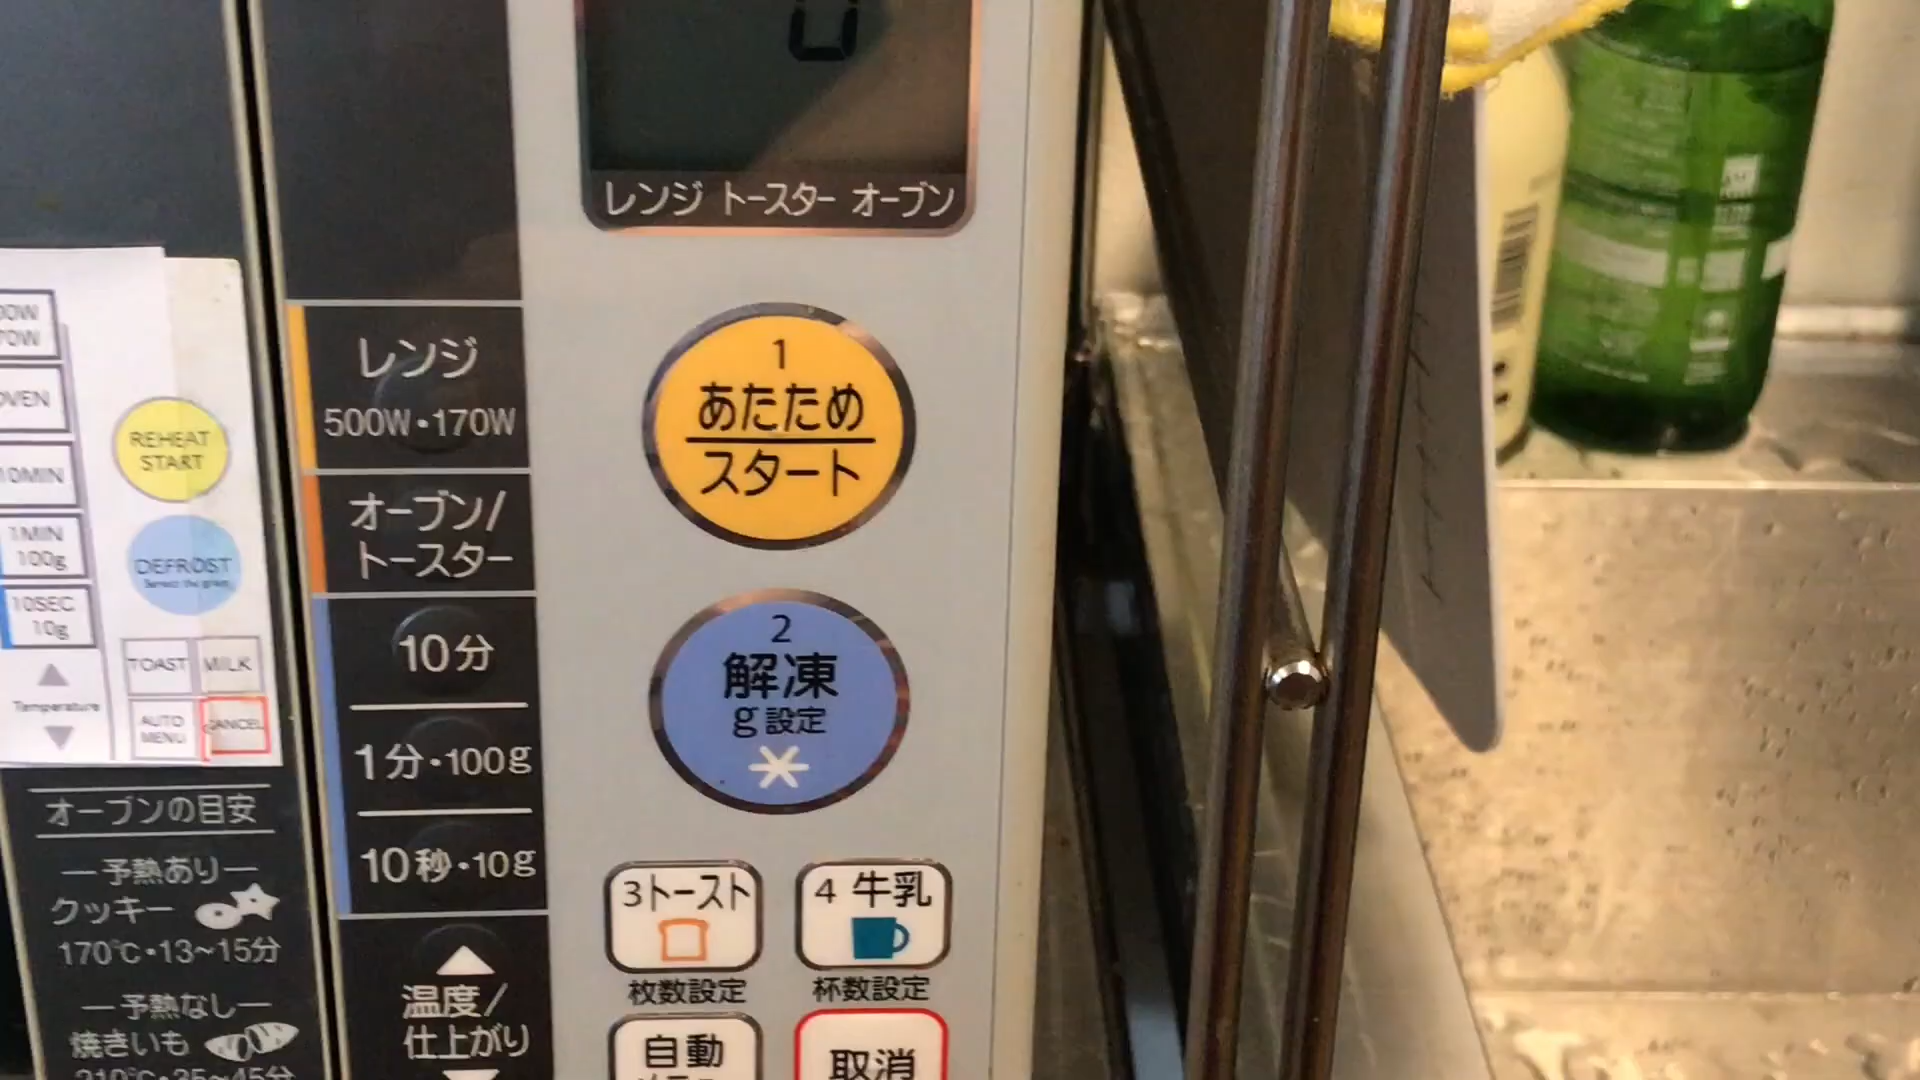 レンジ トースター オーブン
レンジ
500W・170W
オーブン/
トースター
10分
1分・100g
10秒・10g
温度/
仕上がり
1
あたため
スタート
2
解凍
g設定
3トースト
枚数設定
4 牛乳
杯数設定
自動
取消
OVEN
10MIN
1MIN
100g
10SEC
10g
Temperature
REHEAT
START
DEFROST
TOAST
MILK
AUTO
MENU
CANCEL
オーブンの目安
―予熱あり―
クッキー
170℃・13~15分
―予熱なし―
焼きいも
210℃・35~45分